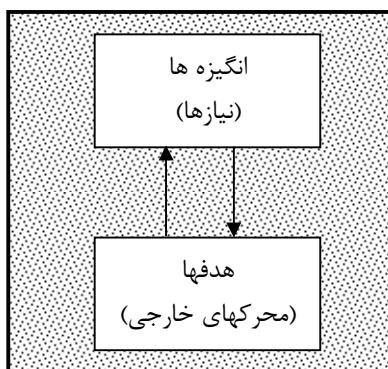 انگیزه ها
(نیازها)
هدفها
(محرکهای خارجی)